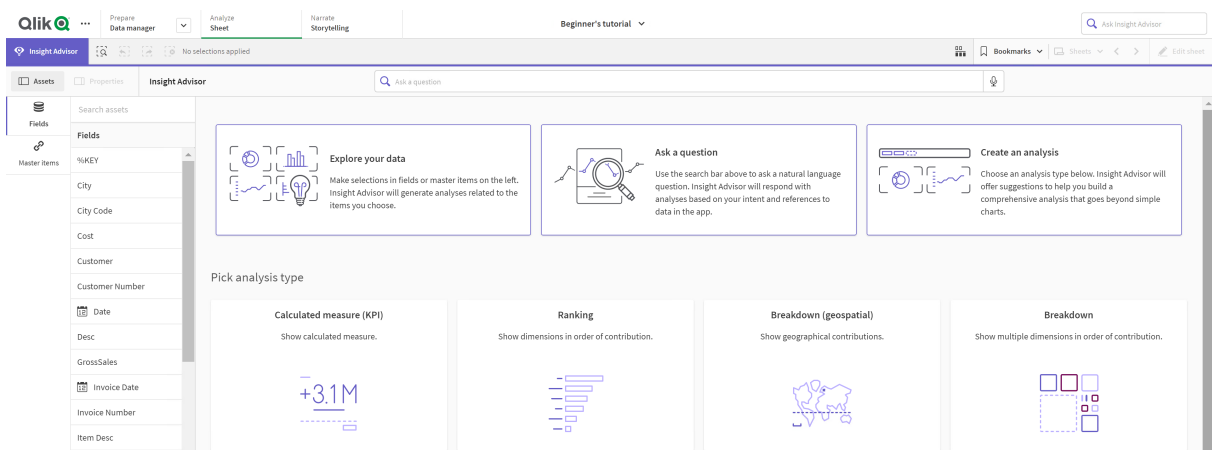 Qlik
Prepare
Data manager
Analyze
Sheet
Narrate
Storytelling
Beginner's tutorial
Ask Insight Advisor
Insight Advisor
No selections applied
Bookmarks
Sheets
Edit sheet
Assets
Properties
Insight Advisor
Ask a question
Fields
Master items
Search assets
Fields
%KEY
City
City Code
Cost
Customer
Customer Number
Date
Desc
GrossSales
Invoice Date
Invoice Number
Item Desc
Explore your data
Make selections in fields or master items on the left.
Insight Advisor will generate analyses related to the
items you choose.
Ask a question
Use the search bar above to ask a natural language
question. Insight Advisor will respond with
analyses based on your intent and references to
data in the app.
Create an analysis
Choose an analysis type below. Insight Advisor will
offer suggestions to help you build a
comprehensive analysis that goes beyond simple
charts.
Pick analysis type
Calculated measure (KPI)
Show calculated measure.
+3.1M
Ranking
Show dimensions in order of contribution.
Breakdown (geospatial)
Show geographical contributions.
Breakdown
Show multiple dimensions in order of contribution.